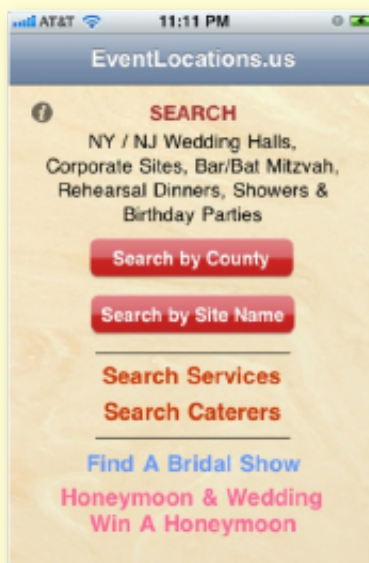 AT&T 11:11 PM
EventLocations.us
SEARCH
NY / NJ Wedding Halls,
Corporate Sites, Bar/Bat Mitzvah,
Rehearsal Dinners, Showers &
Birthday Parties
Search by County
Search by Site Name
Search Services
Search Caterers
Find A Bridal Show
Honeymoon & Wedding
Win A Honeymoon